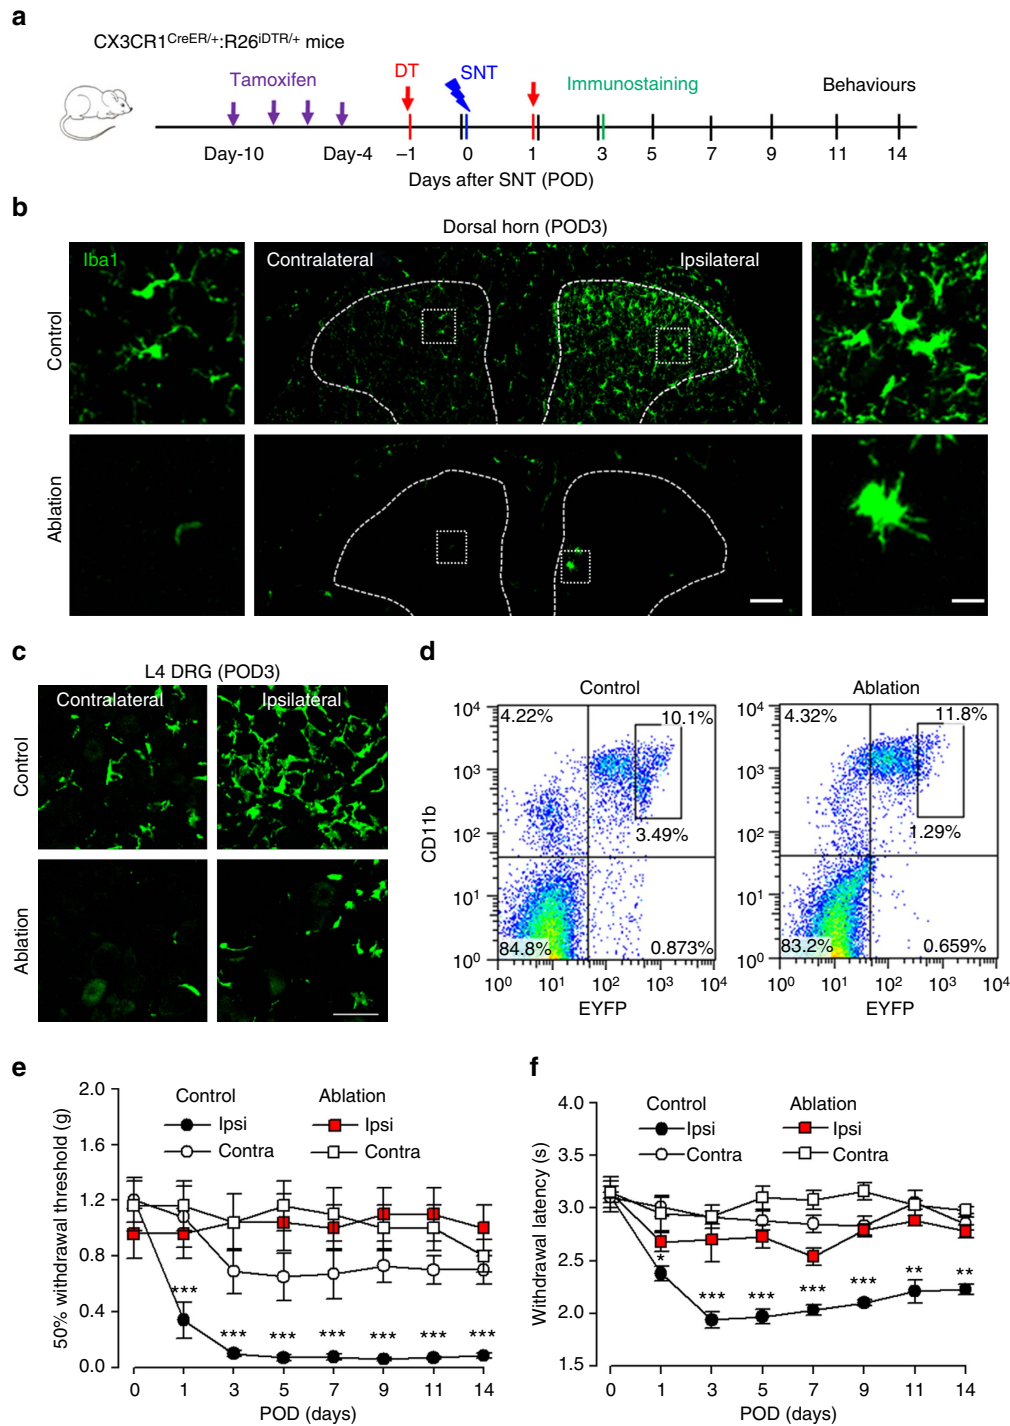 a
CX3CR1CreER/+:R26iDTR/+ mice
Tamoxifen
DT
SNT
Immunostaining
Behaviours
Day-10
Day-4
–1
0
1
3
5
7
9
11
14
Days after SNT (POD)
b
Dorsal horn (POD3)
Iba1
Contralateral
Ipsilateral
Control
Ablation
c
L4 DRG (POD3)
Contralateral
Ipsilateral
Control
Ablation
d
Control
Ablation
CD11b
10⁴
10³
10²
10¹
10⁰
4.22%
10.1%
3.49%
84.8%
0.873%
10⁰ 10¹ 10² 10³ 10⁴
EYFP
10⁴
10³
10²
10¹
10⁰
4.32%
11.8%
1.29%
83.2%
0.659%
10⁰ 10¹ 10² 10³ 10⁴
EYFP
e
50% withdrawal threshold (g)
2.0
1.6
1.2
0.8
0.4
0.0
Control
Ipsi
Contra
Ablation
Ipsi
Contra
***
*** *** *** *** *** ***
0 1 3 5 7 9 11 14
POD (days)
f
Withdrawal latency (s)
4.0
3.5
3.0
2.5
2.0
1.5
Control
Ipsi
Contra
Ablation
Ipsi
Contra
*
*** *** *** *** ** **
0 1 3 5 7 9 11 14
POD (days)